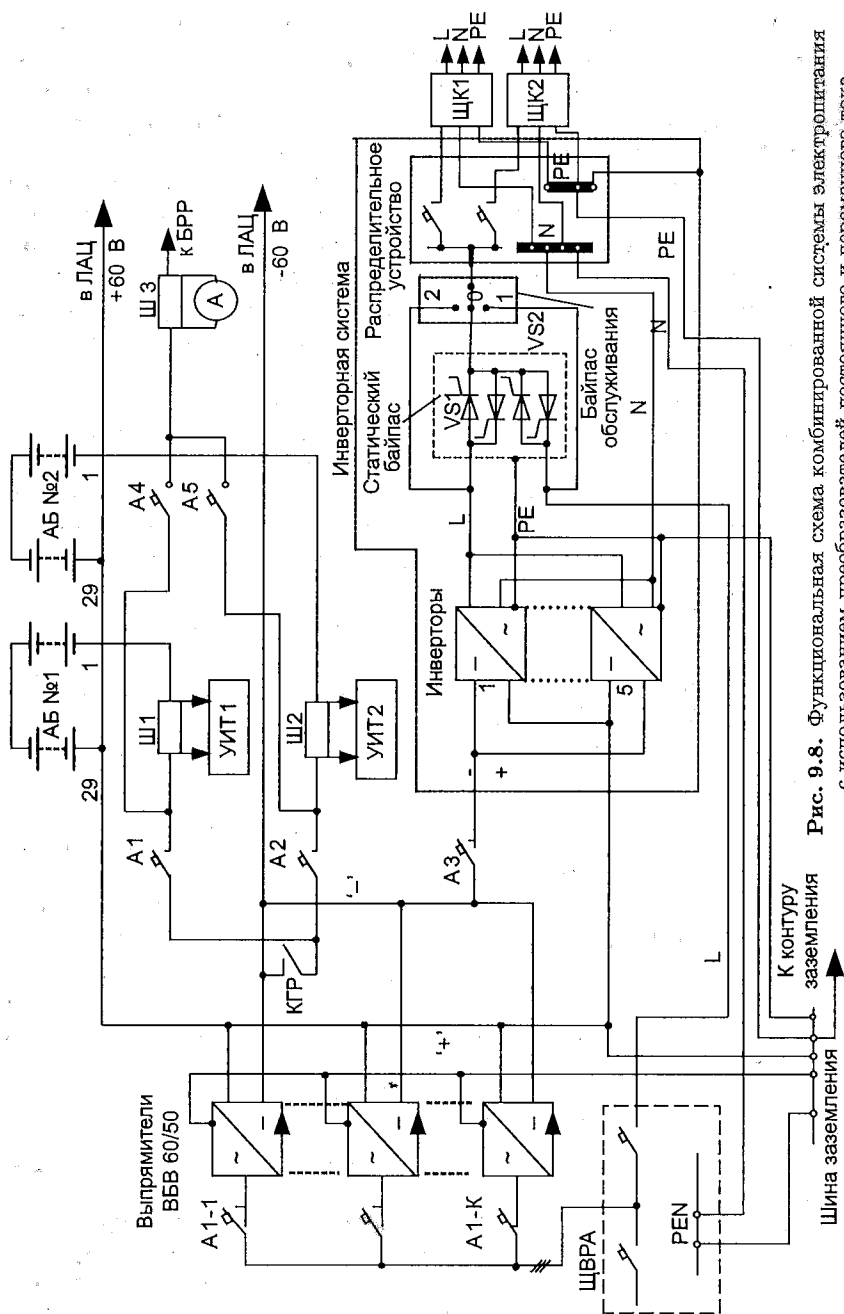 в ЛАЦ
+60 В
Ш 3
к БРР
А
в ЛАЦ
-60 В
АБ №2
29
1
АБ №1
29
1
А4
А5
Ш1
УИТ1
Ш2
УИТ2
А1
А2
КГР
'–'
'+'
А3
-
+
Выпрямители
ВБВ 60/50
~
–
~
–
~
–
А1-1
А1-К
ЩВРА
PEN
Шина заземления
К контуру
заземления
L
Инверторы
–
1
~
–
5
~
L
PE
N
Инверторная система
Статический
байпас
VS1
VS2
Байпас
обслуживания
2
0
1
Распределительное
устройство
N
PE
N
PE
ЩК1
L
N
PE
ЩК2
L
N
PE
Рис. 9.8. Функциональная схема комбинированной системы электропитания
с использованием преобразователей постоянного и переменного тока